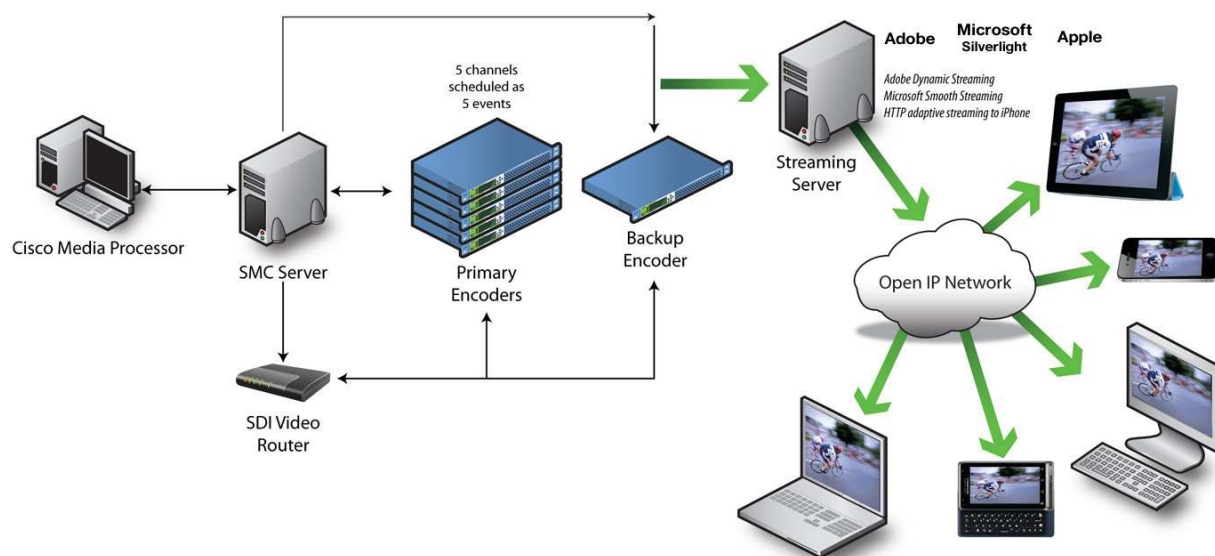 Adobe
Microsoft
Silverlight
Apple
5 channels
scheduled as
5 events
Adobe Dynamic Streaming
Microsoft Smooth Streaming
HTTP adaptive streaming to iPhone
Streaming
Server
Cisco Media Processor
SMC Server
Primary
Encoders
Backup
Encoder
Open IP Network
SDI Video
Router